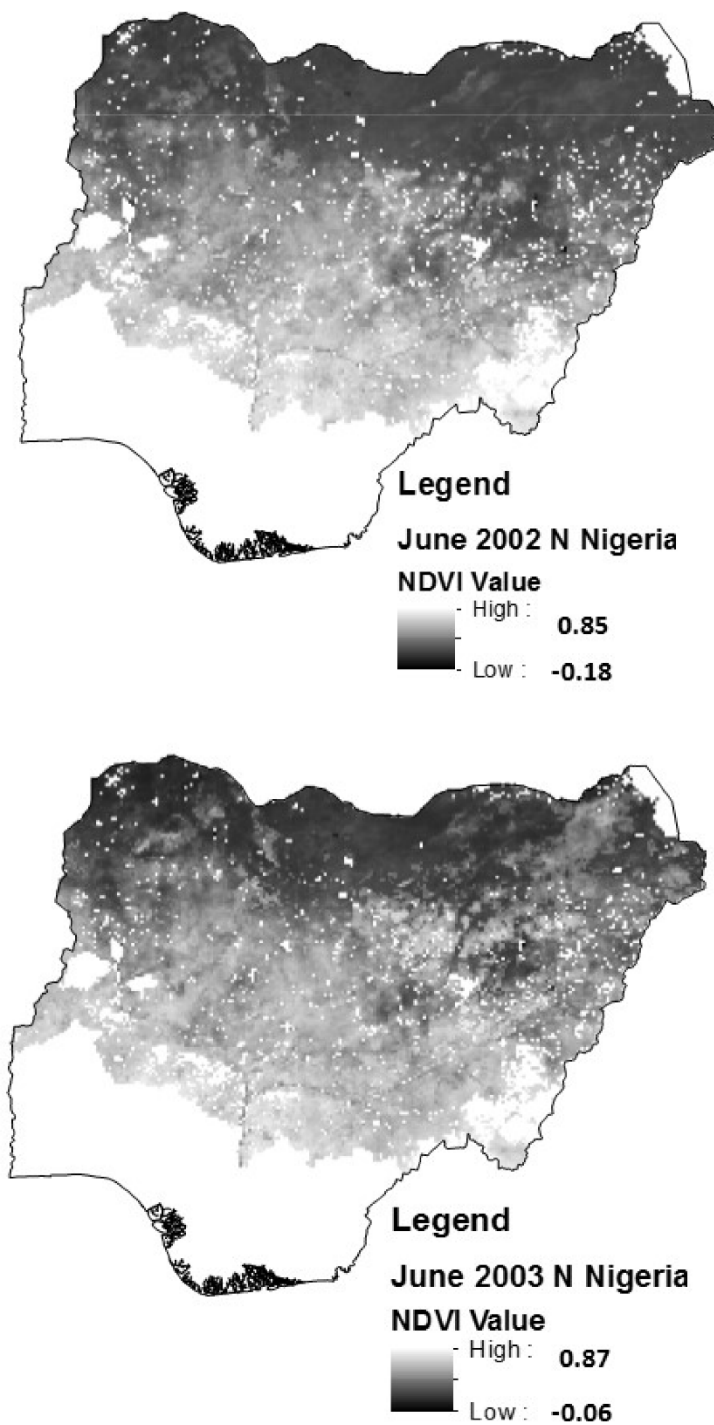 Legend
June 2002 N Nigeria
NDVI Value
High : 0.85
Low : -0.18
Legend
June 2003 N Nigeria
NDVI Value
High : 0.87
Low : -0.06